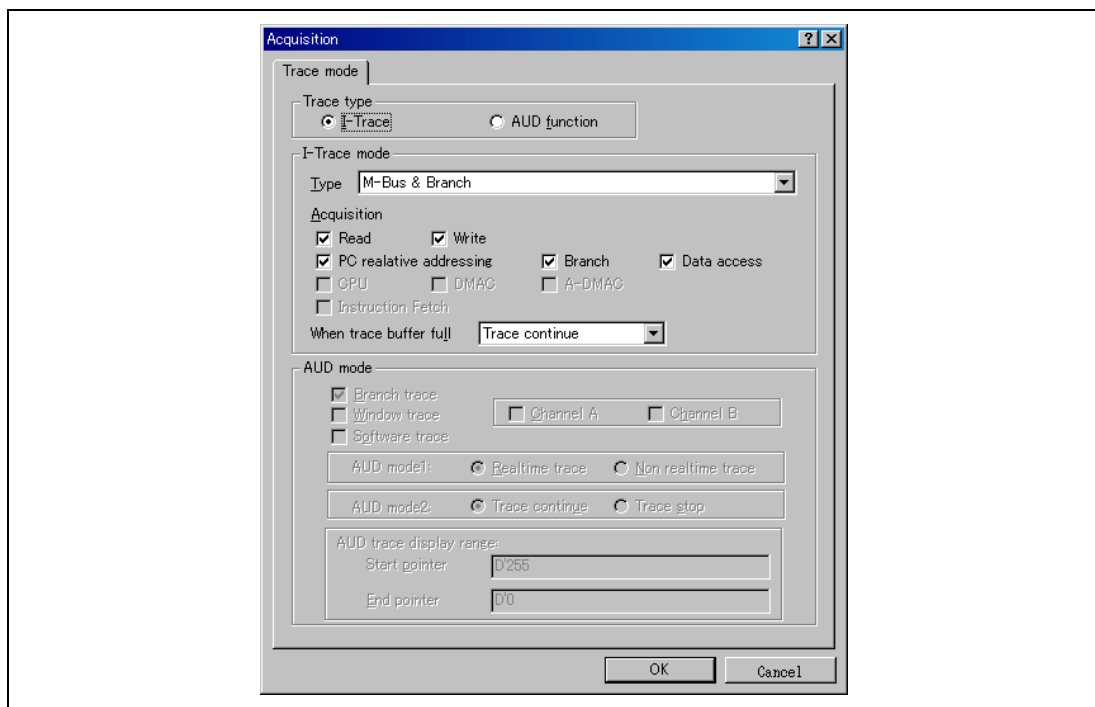 Acquisition
Trace mode
Trace type
I-Trace AUD function
I-Trace mode
Type M-Bus & Branch
Acquisition
Read Write
PC realative addressing Branch Data access
CPU DMAC A-DMAC
Instruction Fetch
When trace buffer full Trace continue
AUD mode
Branch trace
Window trace Channel A Channel B
Software trace
AUD mode1: Realtime trace Non realtime trace
AUD mode2: Trace continue Trace stop
AUD trace display range:
Start pointer D'255
End pointer D'0
OK Cancel